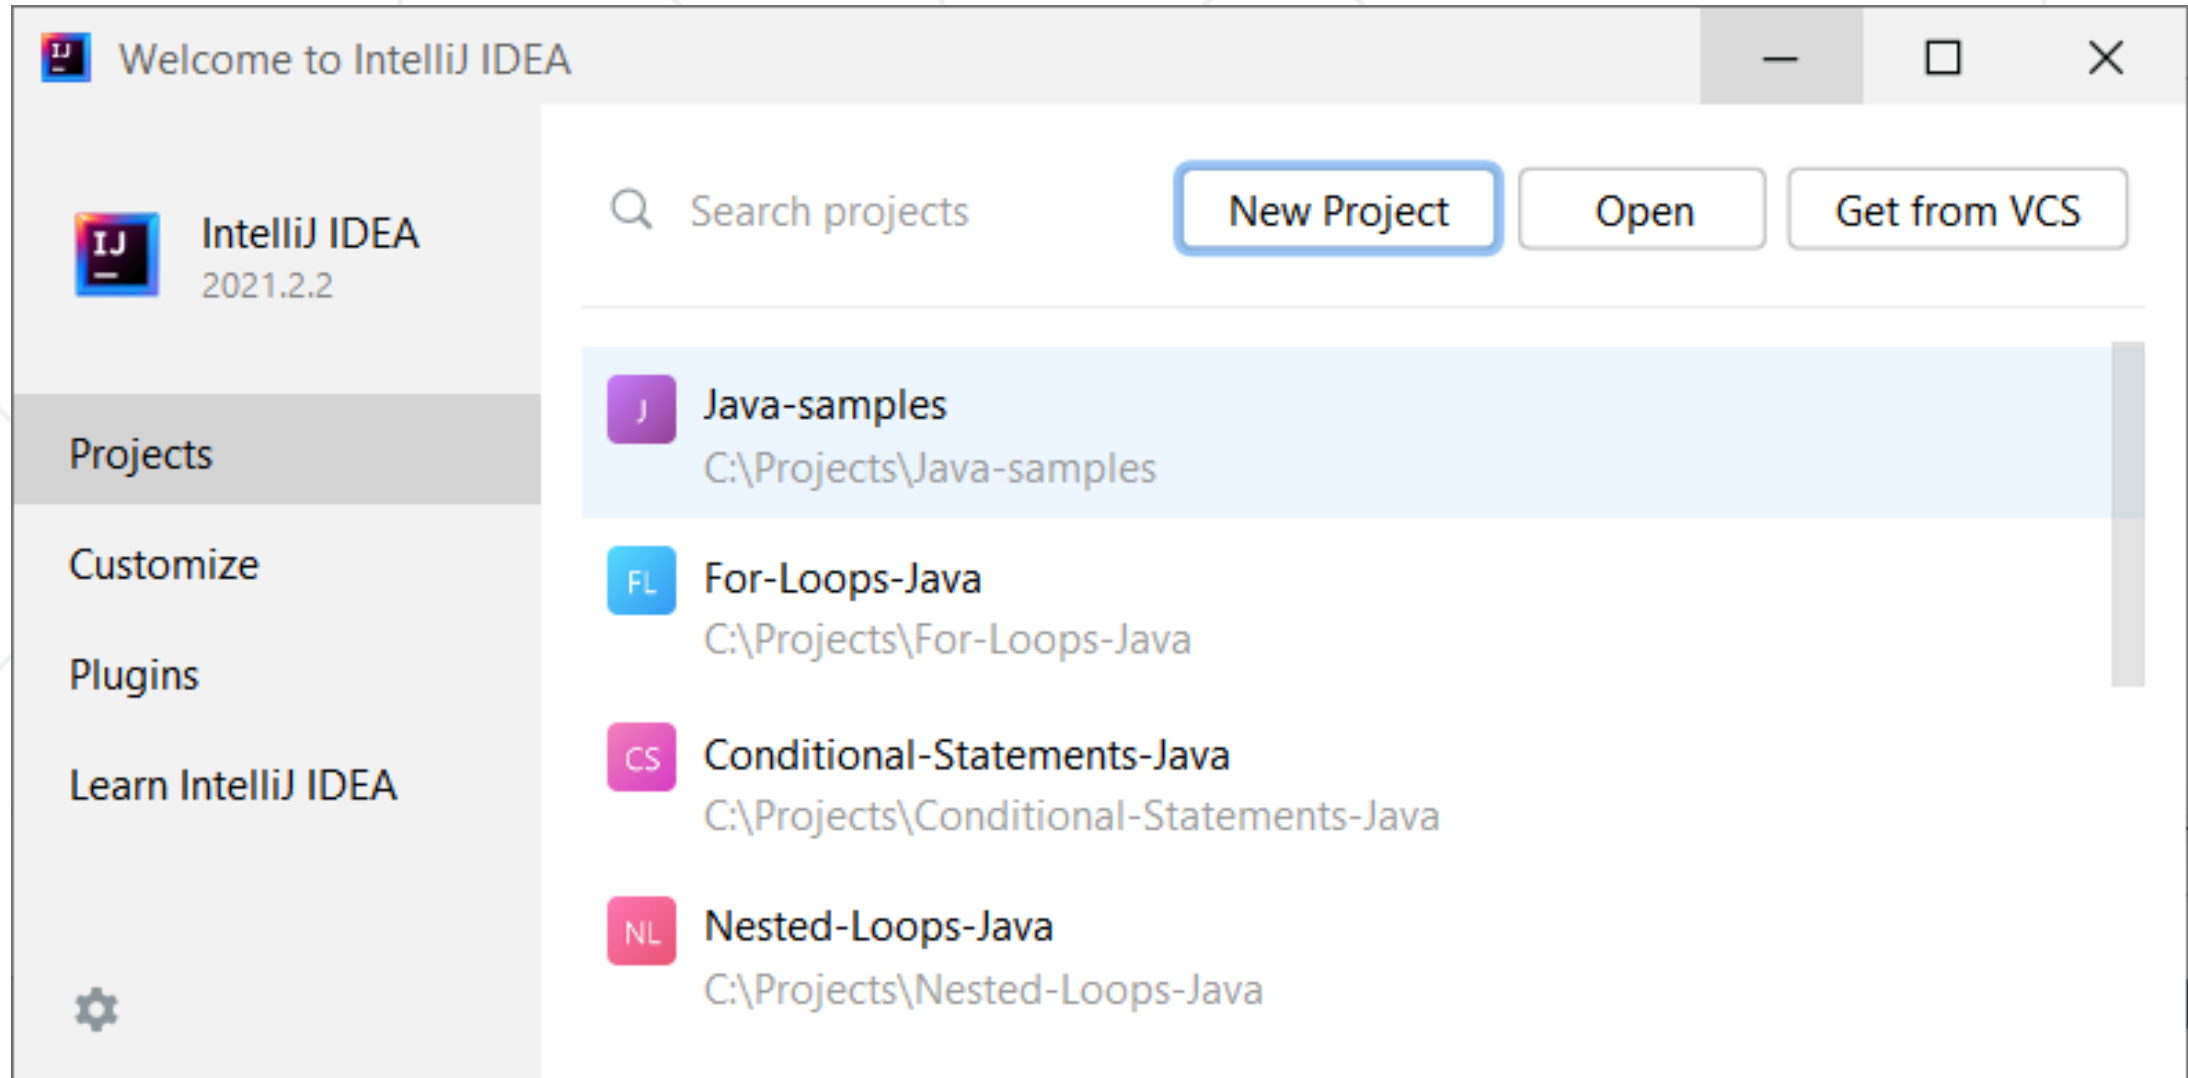 Welcome to IntelliJ IDEA
IntelliJ IDEA
2021.2.2
Projects
Customize
Plugins
Learn IntelliJ IDEA
Search projects
New Project
Open
Get from VCS
J
Java-samples
C:\Projects\Java-samples
FL
For-Loops-Java
C:\Projects\For-Loops-Java
CS
Conditional-Statements-Java
C:\Projects\Conditional-Statements-Java
NL
Nested-Loops-Java
C:\Projects\Nested-Loops-Java